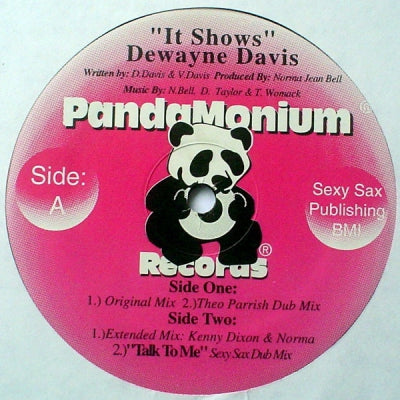 "It Shows"
Dewayne Davis
Written by: D.Davis & V.Davis Produced By: Norma Jean Bell
Music By: N.Bell, D. Taylor & T. Womack
PandaMonium®
Side:
A
Sexy Sax
Publishing
BMI
Records®
Side One:
1.) Original Mix 2.)Theo Parrish Dub Mix
Side Two:
1.)Extended Mix: Kenny Dixon & Norma
2.)"Talk To Me" Sexy Sax Dub Mix